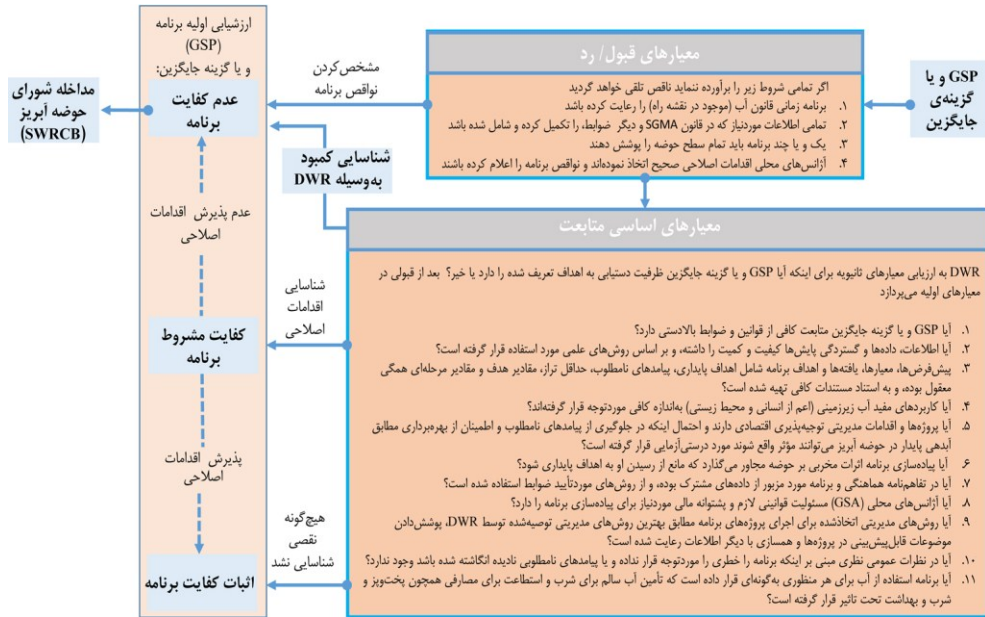 GSP و یا
گزینه‌ی
جایگزین
معیارهای قبول/ رد
اگر تمامی شروط زیر را برآورده ننماید ناقص تلقی خواهد گردید
۱. برنامه زمانی قانون آب (موجود در نقشه راه) را رعایت کرده باشد
۲. تمامی اطلاعات موردنیاز که در قانون SGMA و دیگر ضوابط، را تکمیل کرده و شامل شده باشد
۳. یک و یا چند برنامه باید تمام سطح حوضه را پوشش دهند
۴. آژانس‌های محلی اقدامات اصلاحی صحیح اتخاذ نموده‌اند و نواقص برنامه را اعلام کرده باشند
معیارهای اساسی متابعت
DWR به ارزیابی معیارهای ثانویه برای اینکه آیا GSP و یا گزینه جایگزین ظرفیت دستیابی به اهداف تعریف شده را دارد یا خیر؟ بعد از قبولی در
معیارهای اولیه می‌پردازد
۱. آیا GSP و یا گزینه جایگزین متابعت کافی از قوانین و ضوابط بالادستی دارد؟
۲. آیا اطلاعات، داده‌ها و گستردگی پایش‌ها کیفیت و کمیت را داشته، و بر اساس روش‌های علمی مورد استفاده قرار گرفته است؟
۳. پیش‌فرض‌ها، معیارها، یافته‌ها و اهداف برنامه شامل اهداف پایداری، پیامدهای نامطلوب، حداقل تراز، مقادیر هدف و مقادیر مرحله‌ای همگی
معقول بوده، و به استناد مستندات کافی تهیه شده است؟
۴. آیا کاربردهای مفید آب زیرزمینی (اعم از انسانی و محیط زیستی) به‌اندازه کافی موردتوجه قرار گرفته‌اند؟
۵. آیا پروژه‌ها و اقدامات مدیریتی توجیه‌پذیری اقتصادی دارند و احتمال اینکه در جلوگیری از پیامدهای نامطلوب و اطمینان از بهره‌برداری مطابق
آبدهی پایدار در حوضه آبریز می‌توانند مؤثر واقع شوند مورد درستی‌آزمایی قرار گرفته است؟
۶. آیا پیاده‌سازی برنامه اثرات مخربی بر حوضه مجاور می‌گذارد که مانع از رسیدن او به اهداف پایداری شود؟
۷. آیا در تفاهم‌نامه هماهنگی و برنامه مورد مزبور از داده‌های مشترک بوده، و از روش‌های موردتأیید ضوابط استفاده شده است؟
۸. آیا آژانس‌های محلی (GSA) مسئولیت قوانینی لازم و پشتوانه مالی موردنیاز برای پیاده‌سازی برنامه را دارد؟
۹. آیا روش‌های مدیریتی اتخاذشده برای اجرای پروژه‌های برنامه مطابق بهترین روش‌های مدیریتی توصیه‌شده توسط DWR، پوشش‌دادن
موضوعات قابل‌پیش‌بینی در پروژه‌ها و همسازی با دیگر اطلاعات رعایت شده است؟
۱۰. آیا در نظرات عمومی نظری مبنی بر اینکه برنامه را خطری را موردتوجه قرار نداده و یا پیامدهای نامطلوبی نادیده انگاشته شده باشد وجود ندارد؟
۱۱. آیا برنامه استفاده از آب برای هر منظوری به‌گونه‌ای قرار داده است که تأمین آب سالم برای شرب و استطاعت برای مصارفی همچون پخت‌وپز و
شرب و بهداشت تحت تاثیر قرار گرفته است؟
مشخص‌کردن
نواقص برنامه
شناسایی کمبود
به‌وسیله DWR
شناسایی
اقدامات
اصلاحی
هیچ‌گونه
نقصی
شناسایی نشد
ارزشیابی اولیه برنامه
(GSP)
و یا گزینه جایگزین:
عدم کفایت
برنامه
عدم پذیرش اقدامات
اصلاحی
کفایت مشروط
برنامه
پذیرش اقدامات
اصلاحی
اثبات کفایت برنامه
مداخله شورای
حوضه آبریز
(SWRCB)